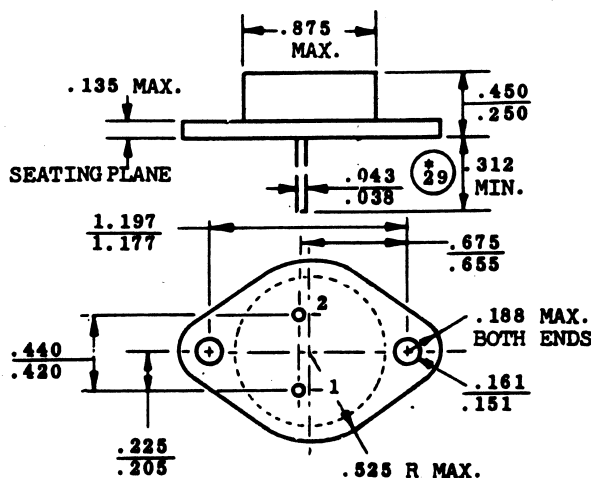 .875
MAX.
.135 MAX.
.450
.250
SEATING PLANE
.043
.038
*
29
.312
MIN.
1.197
1.177
.675
.655
2
.188 MAX.
BOTH ENDS
.440
.420
1
.161
.151
.225
.205
.525 R MAX.